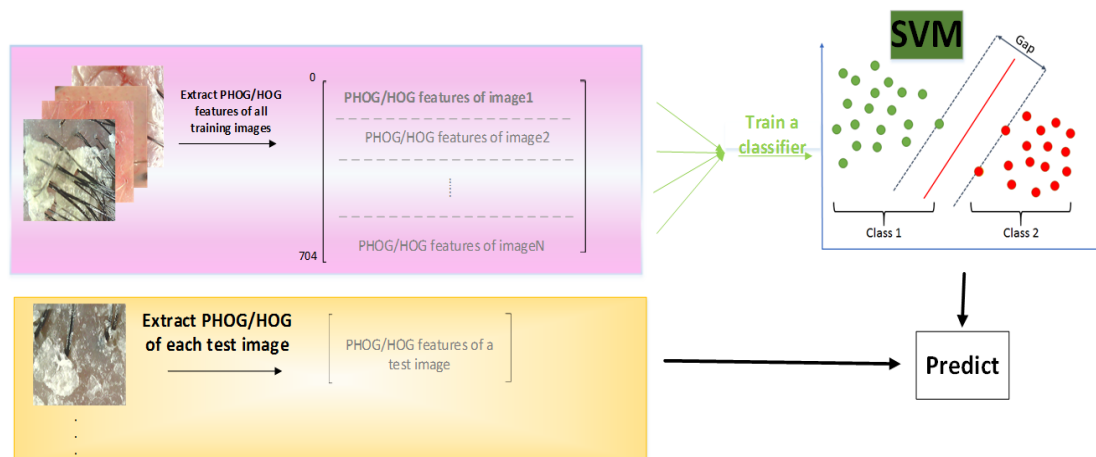 Extract PHOG/HOG
features of all
training images
0
704
PHOG/HOG features of image1
PHOG/HOG features of image2
PHOG/HOG features of imageN
Train a
classifier
SVM
Gap
Class 1
Class 2
Extract PHOG/HOG
of each test image
PHOG/HOG features of a
test image
Predict